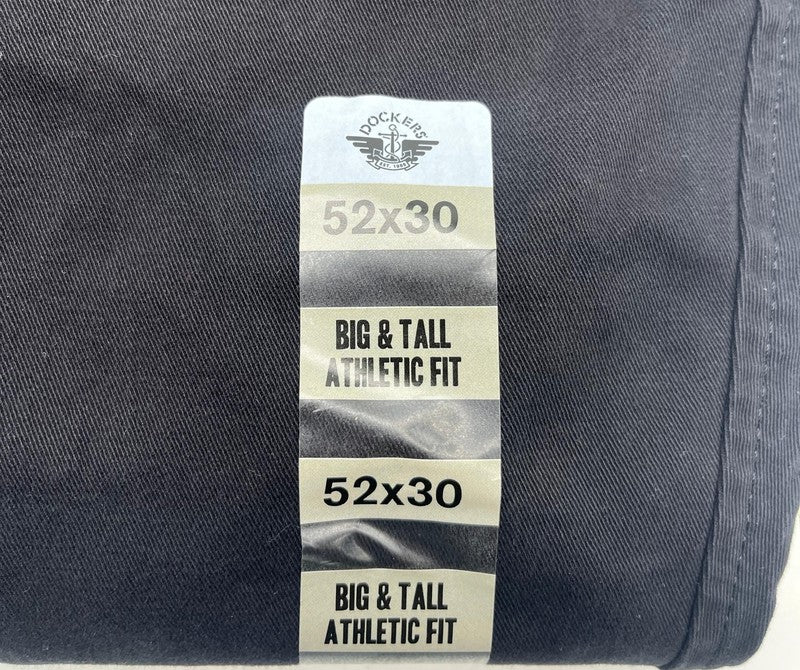 DOCKERS
EST. 1986
52x30
BIG & TALL
ATHLETIC FIT
52x30
BIG & TALL
ATHLETIC FIT